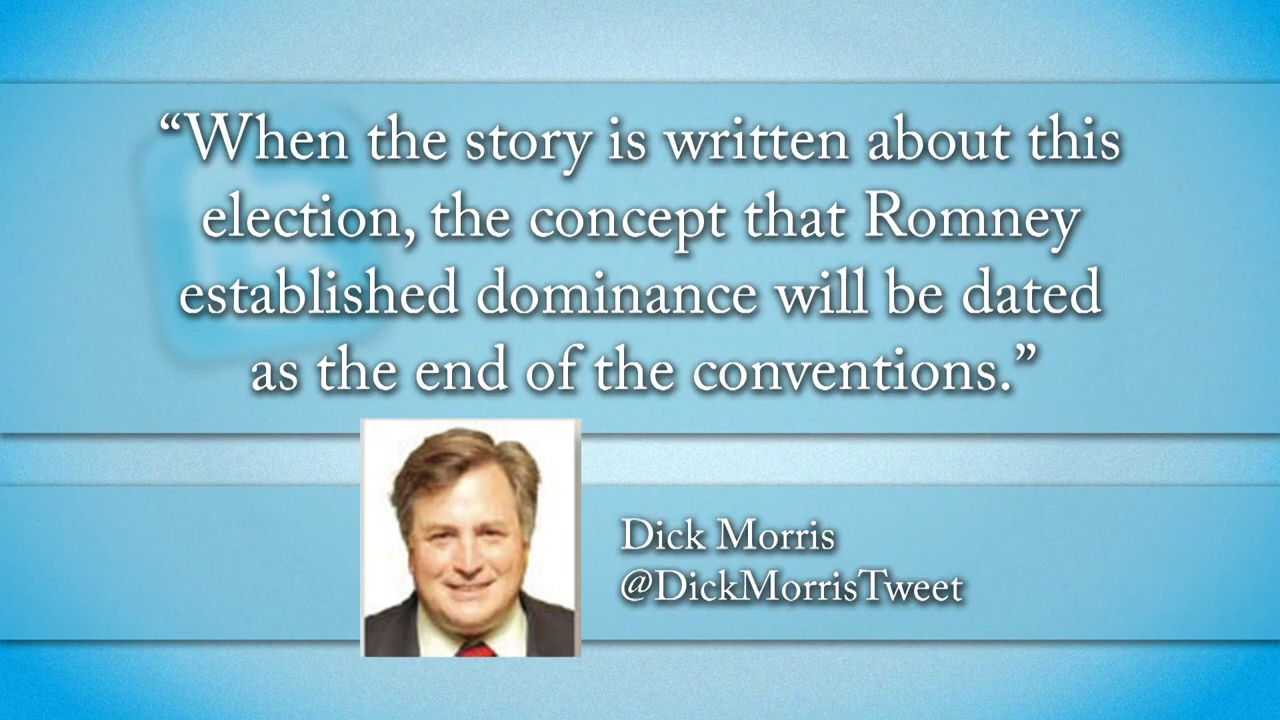 “When the story is written about this
election, the concept that Romney
established dominance will be dated
as the end of the conventions.”
Dick Morris
@DickMorrisTweet